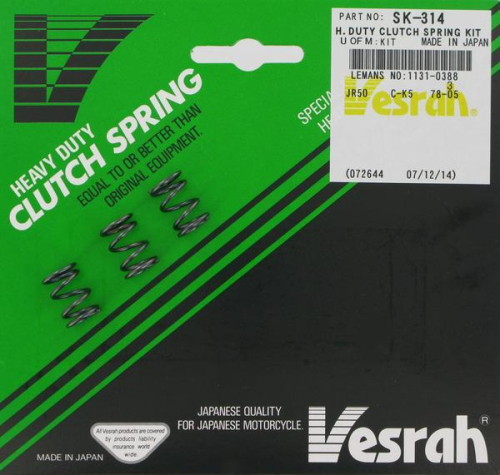 PART NO: SK-314
H.DUTY CLUTCH SPRING KIT
U OF M:KIT MADE IN JAPAN
LEMANS NO:1131-0388
3
JR50 C-K5 78-05
Vesrah
(072644 07/12/14)
HEAVY DUTY
CLUTCH SPRING
EQUAL TO OR BETTER THAN
ORIGINAL EQUIPMENT.
SPECIA
HE
All Vesrah products are covered
by products liability
insurance world
wide.
MADE IN JAPAN
JAPANESE QUALITY
FOR JAPANESE MOTORCYCLE.
Vesrah®